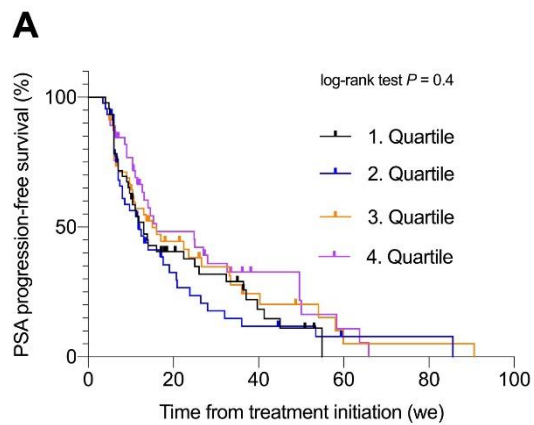 A
log-rank test P = 0.4
1. Quartile
2. Quartile
3. Quartile
4. Quartile
PSA progression-free survival (%)
100
50
0
0 20 40 60 80 100
Time from treatment initiation (we)